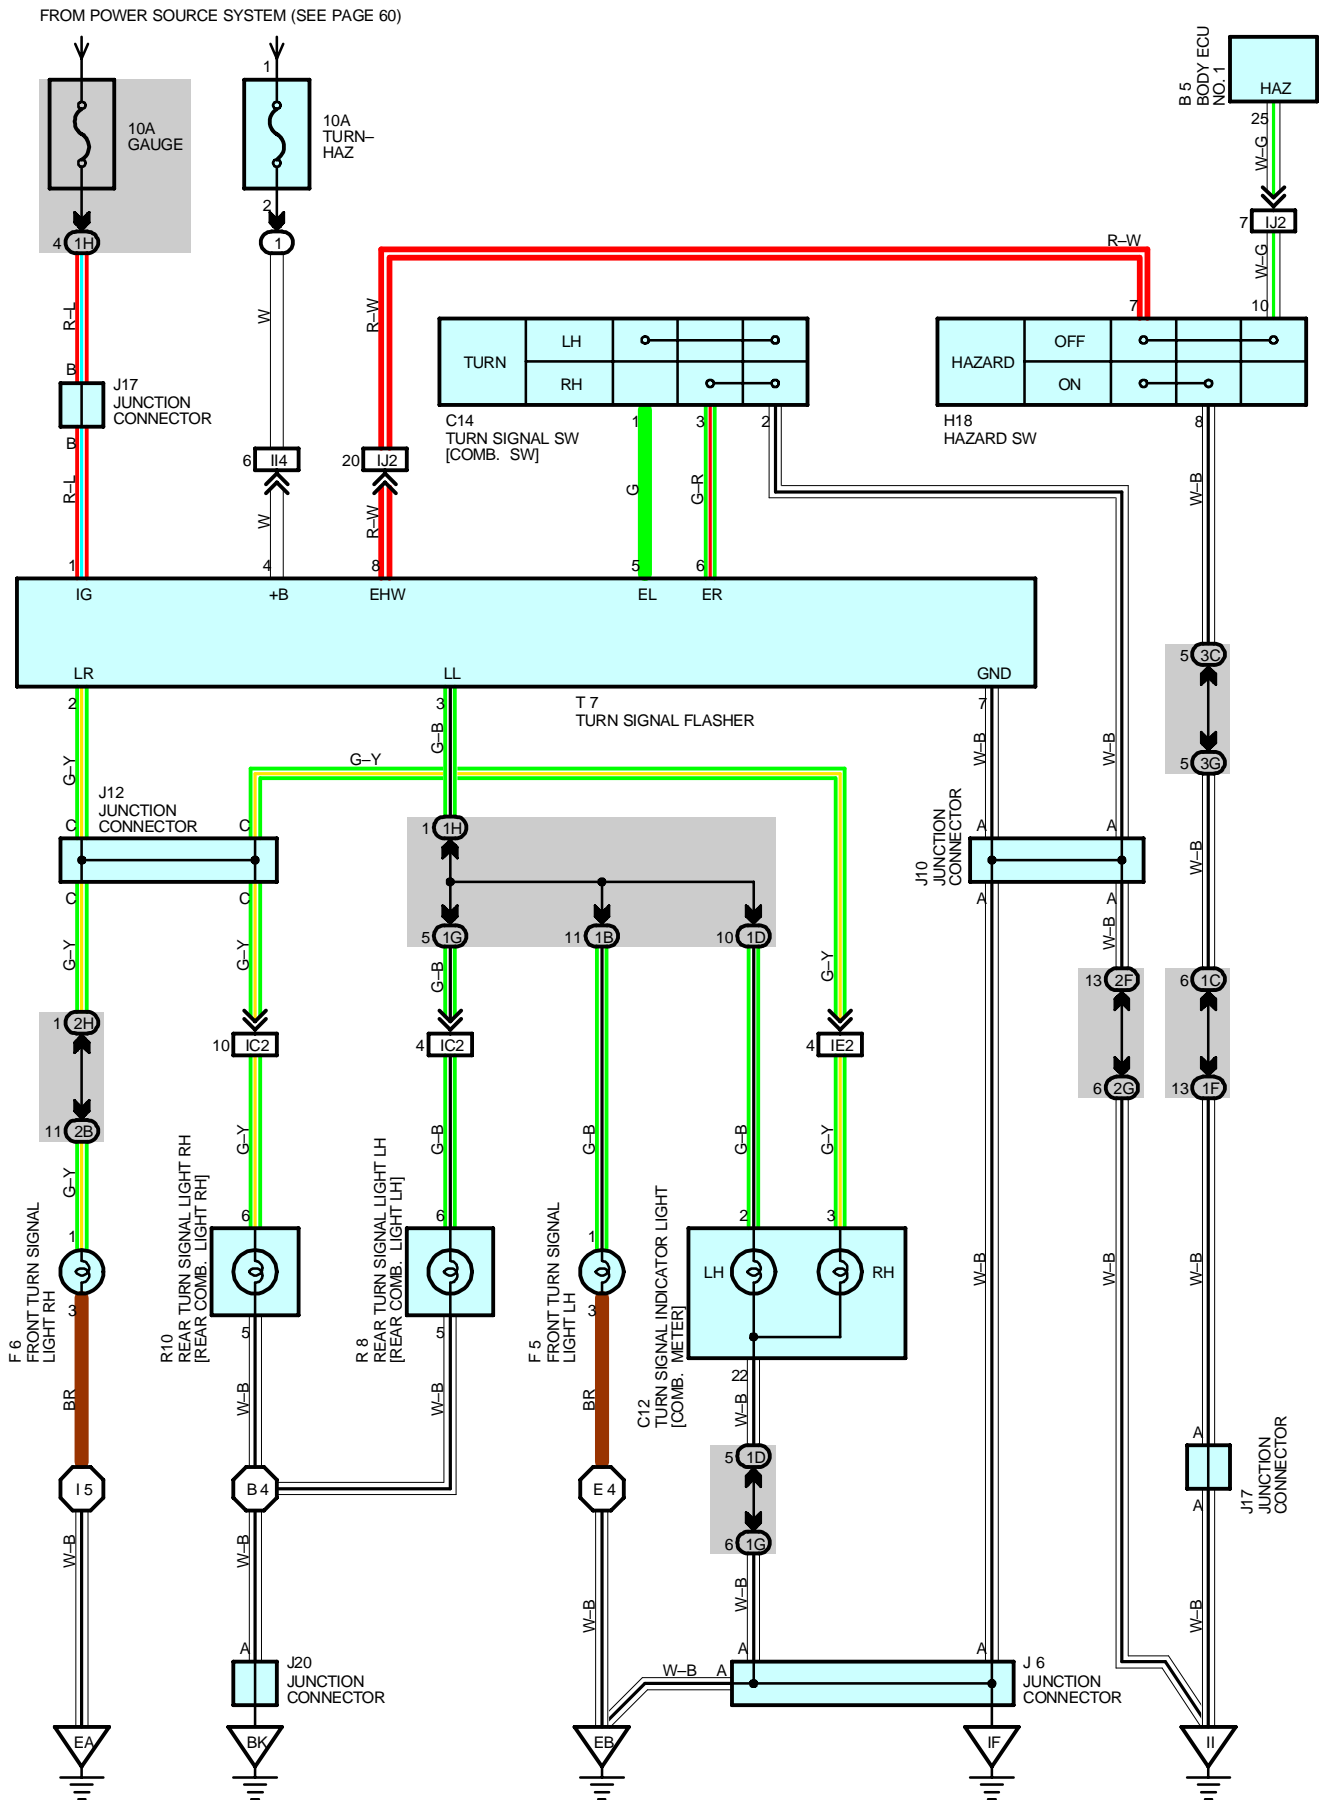 FROM POWER SOURCE SYSTEM (SEE PAGE 60)
1
10A
GAUGE
10A
TURN–
HAZ
B 5
BODY ECU
NO. 1
HAZ
25
W–G
2
4 1H
1
7 IJ2
R–W
W–G
R–L
W
R–W
7
10
B
J17
JUNCTION
CONNECTOR
B
TURN
LH
RH
HAZARD
OFF
ON
C14
TURN SIGNAL SW
[COMB. SW]
1
3
2
H18
HAZARD SW
8
6 II4
20 IJ2
R–L
W
R–W
G
G–R
W–B
1
4
8
5
6
IG
+B
EHW
EL
ER
LR
LL
GND
2
3
T 7
TURN SIGNAL FLASHER
7
5 3C
G–Y
G–B
G–Y
W–B
W–B
5 3G
J12
JUNCTION
CONNECTOR
C
C
1 1H
J10
JUNCTION
CONNECTOR
A
A
W–B
C
C
A
A
G–Y
G–Y
5 1G
11 1B
10 1D
W–B
G–B
G–Y
13 2F
6 1C
1 2H
10 IC2
4 IC2
4 IE2
6 2G
13 1F
11 2B
G–Y
G–Y
G–B
G–B
G–B
G–Y
1
6
6
1
2
3
F 6
FRONT TURN SIGNAL
LIGHT RH
R10
REAR TURN SIGNAL LIGHT RH
[REAR COMB. LIGHT RH]
R 8
REAR TURN SIGNAL LIGHT LH
[REAR COMB. LIGHT LH]
F 5
FRONT TURN SIGNAL
LIGHT LH
C12
TURN SIGNAL INDICATOR LIGHT
[COMB. METER]
LH
RH
W–B
W–B
W–B
3
5
5
3
22
BR
W–B
W–B
BR
W–B
5 1D
A
J17
JUNCTION
CONNECTOR
A
I 5
B 4
E 4
6 1G
W–B
W–B
W–B
W–B
W–B
A
J20
JUNCTION
CONNECTOR
W–B
A
A
A
J 6
JUNCTION
CONNECTOR
EA
BK
EB
IF
II